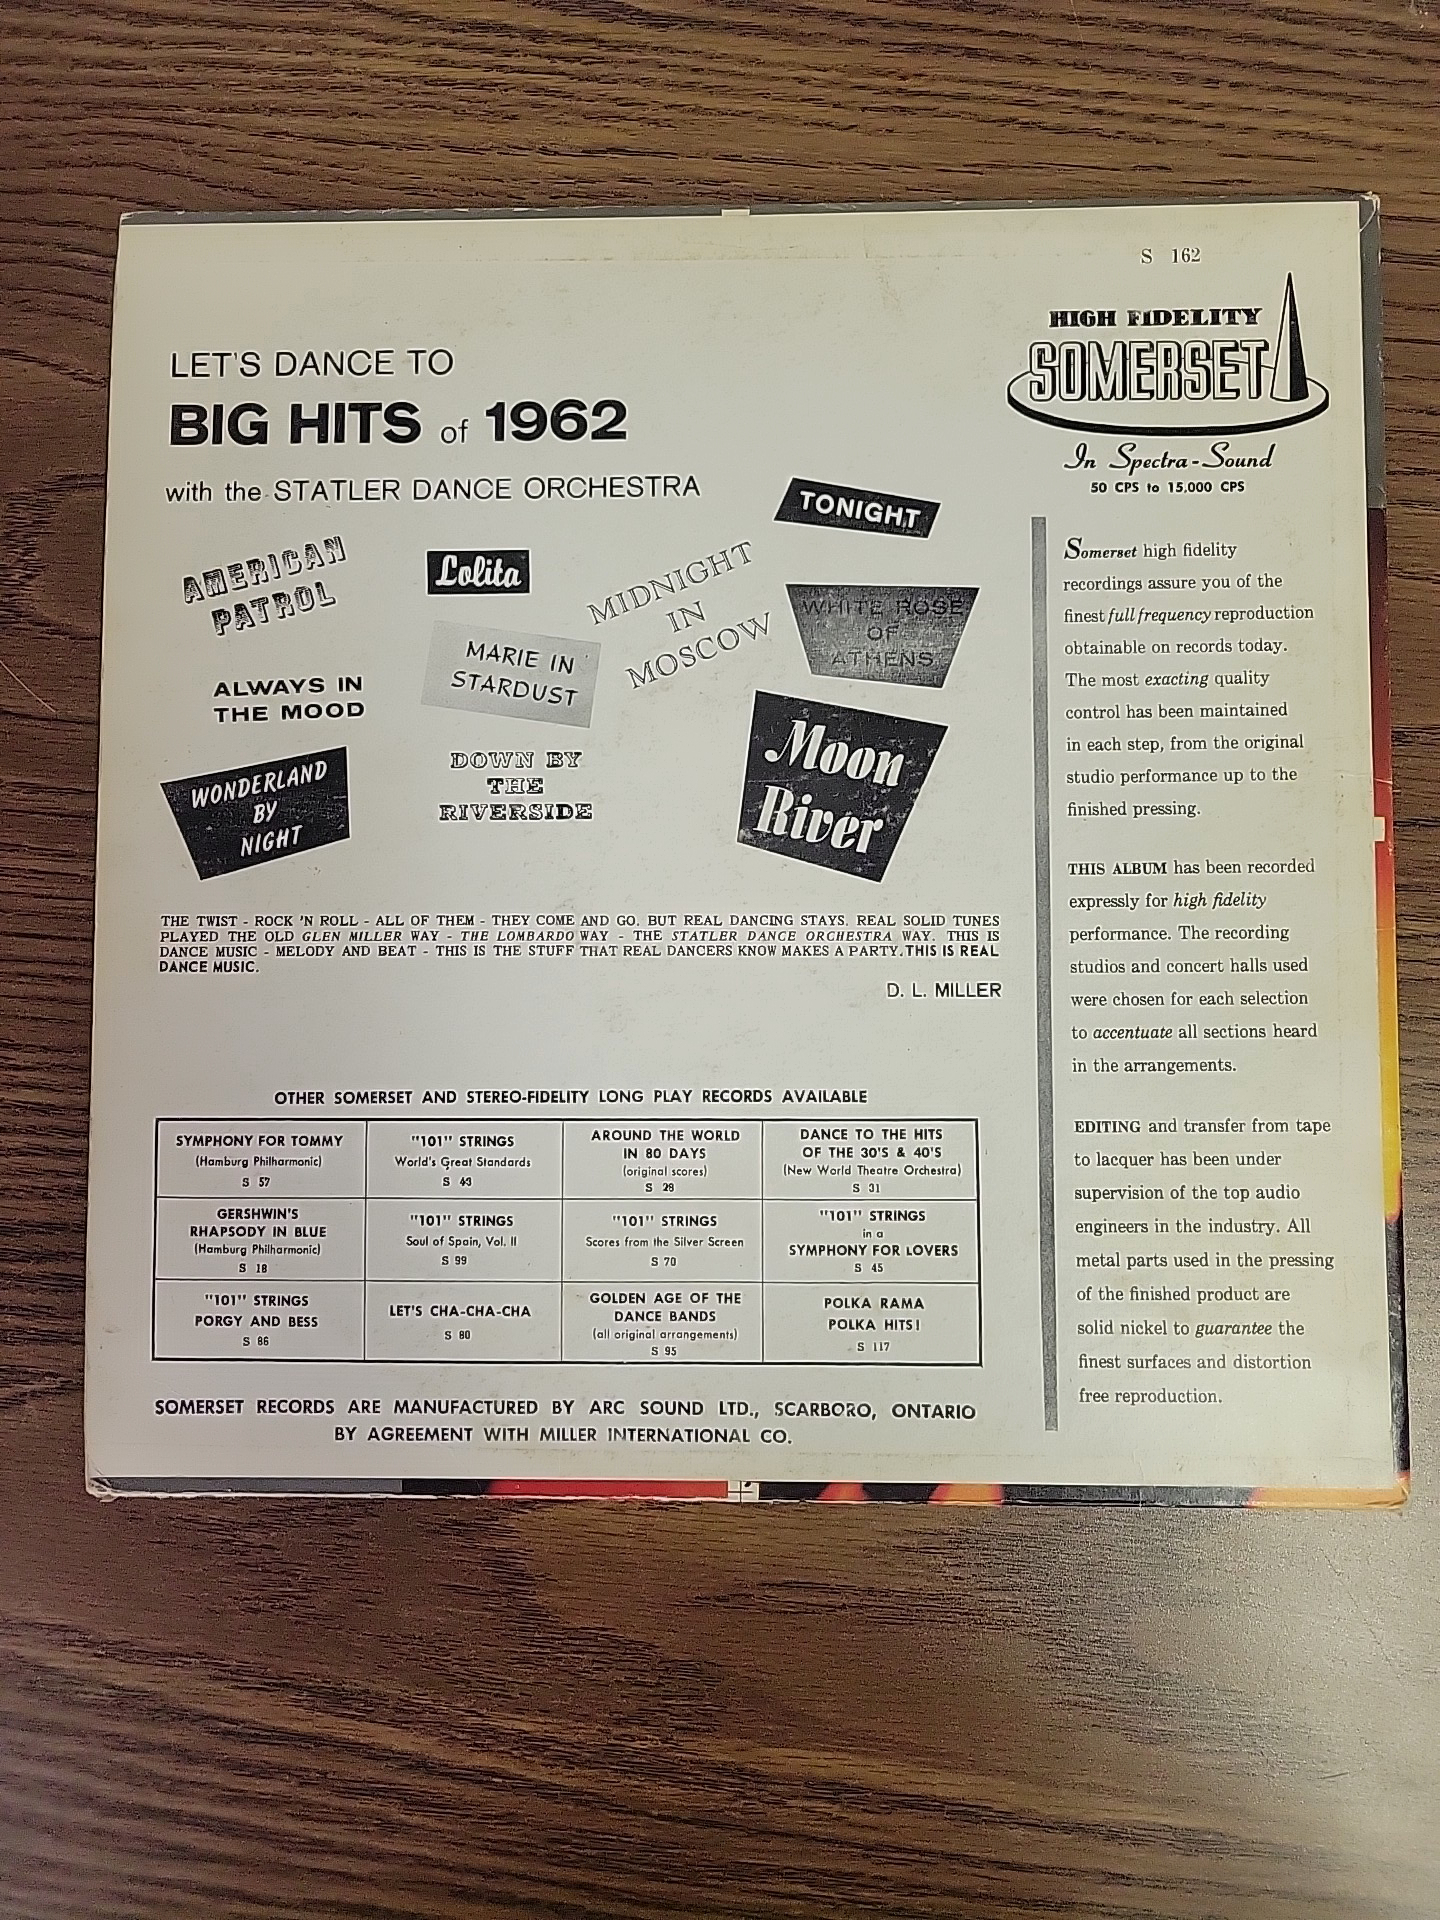 S 162
HIGH FIDELITY
SOMERSET
In Spectra-Sound
50 CPS to 15,000 CPS
LET'S DANCE TO
BIG HITS of 1962
with the STATLER DANCE ORCHESTRA
TONIGHT
AMERICAN
PATROL
Lolita
MIDNIGHT
IN
MOSCOW
WHITE ROSE
OF
ATHENS
MARIE IN
STARDUST
ALWAYS IN
THE MOOD
Moon
River
WONDERLAND
BY
NIGHT
DOWN BY
THE
RIVERSIDE
THE TWIST - ROCK 'N ROLL - ALL OF THEM - THEY COME AND GO. BUT REAL DANCING STAYS. REAL SOLID TUNES
PLAYED THE OLD GLEN MILLER WAY - THE LOMBARDO WAY - THE STATLER DANCE ORCHESTRA WAY. THIS IS
DANCE MUSIC - MELODY AND BEAT - THIS IS THE STUFF THAT REAL DANCERS KNOW MAKES A PARTY. THIS IS REAL
DANCE MUSIC.
D. L. MILLER
OTHER SOMERSET AND STEREO-FIDELITY LONG PLAY RECORDS AVAILABLE
SYMPHONY FOR TOMMY
(Hamburg Philharmonic)
S 57
"101" STRINGS
World's Great Standards
S 43
AROUND THE WORLD
IN 80 DAYS
(original scores)
S 28
DANCE TO THE HITS
OF THE 30'S & 40'S
(New World Theatre Orchestra)
S 31
GERSHWIN'S
RHAPSODY IN BLUE
(Hamburg Philharmonic)
S 18
"101" STRINGS
Soul of Spain, Vol. II
S 99
"101" STRINGS
Scores from the Silver Screen
S 70
"101" STRINGS
in a
SYMPHONY FOR LOVERS
S 45
"101" STRINGS
PORGY AND BESS
S 86
LET'S CHA-CHA-CHA
S 80
GOLDEN AGE OF THE
DANCE BANDS
(all original arrangements)
S 95
POLKA RAMA
POLKA HITS!
S 117
SOMERSET RECORDS ARE MANUFACTURED BY ARC SOUND LTD., SCARBORO, ONTARIO
BY AGREEMENT WITH MILLER INTERNATIONAL CO.
Somerset high fidelity
recordings assure you of the
finest full frequency reproduction
obtainable on records today.
The most exacting quality
control has been maintained
in each step, from the original
studio performance up to the
finished pressing.
THIS ALBUM has been recorded
expressly for high fidelity
performance. The recording
studios and concert halls used
were chosen for each selection
to accentuate all sections heard
in the arrangements.
EDITING and transfer from tape
to lacquer has been under
supervision of the top audio
engineers in the industry. All
metal parts used in the pressing
of the finished product are
solid nickel to guarantee the
finest surfaces and distortion
free reproduction.